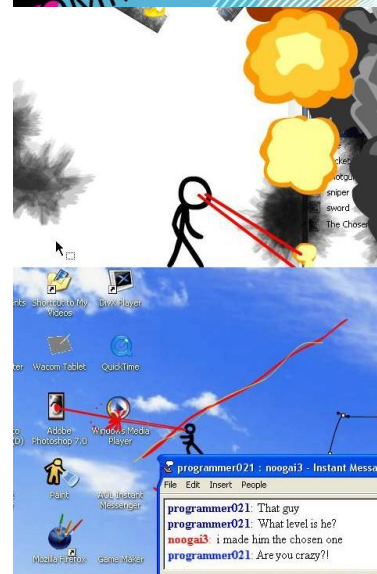 sniper
sword
The Chosen
Shortcut to My
Videos
DivX Player
Wacom Tablet
QuickTime
Adobe
Photoshop 7.0
Windows Media
Player
Paint
AOL Instant
Messenger
Mozilla Firefox
Game Maker
programmer021 : noogai3 - Instant Messa
File Edit Insert People
programmer021: That guy
programmer021: What level is he?
noogai3: i made him the chosen one
programmer021: Are you crazy?!